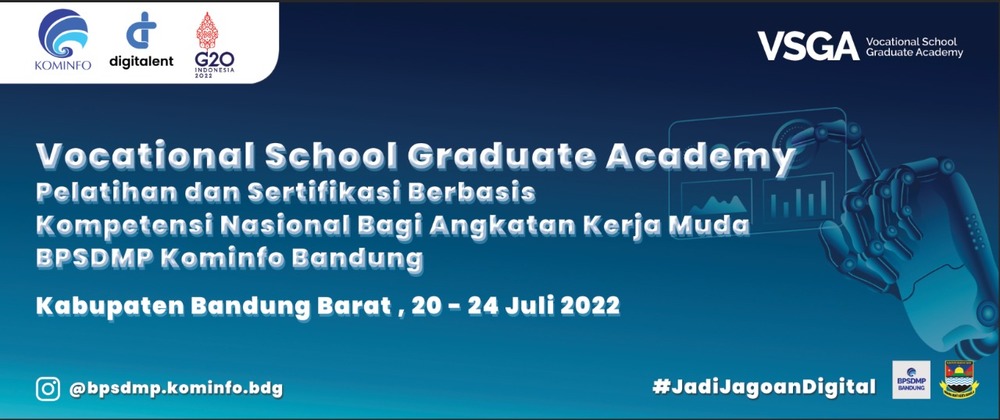 KOMINFO
digitalent
G20
INDONESIA
2022
VSGA
Vocational School
Graduate Academy
Vocational School Graduate Academy
Pelatihan dan Sertifikasi Berbasis
Kompetensi Nasional Bagi Angkatan Kerja Muda
BPSDMP Kominfo Bandung
Kabupaten Bandung Barat , 20 - 24 Juli 2022
@bpsdmp.kominfo.bdg
#JadiJagoanDigital
BPSDMP
BANDUNG